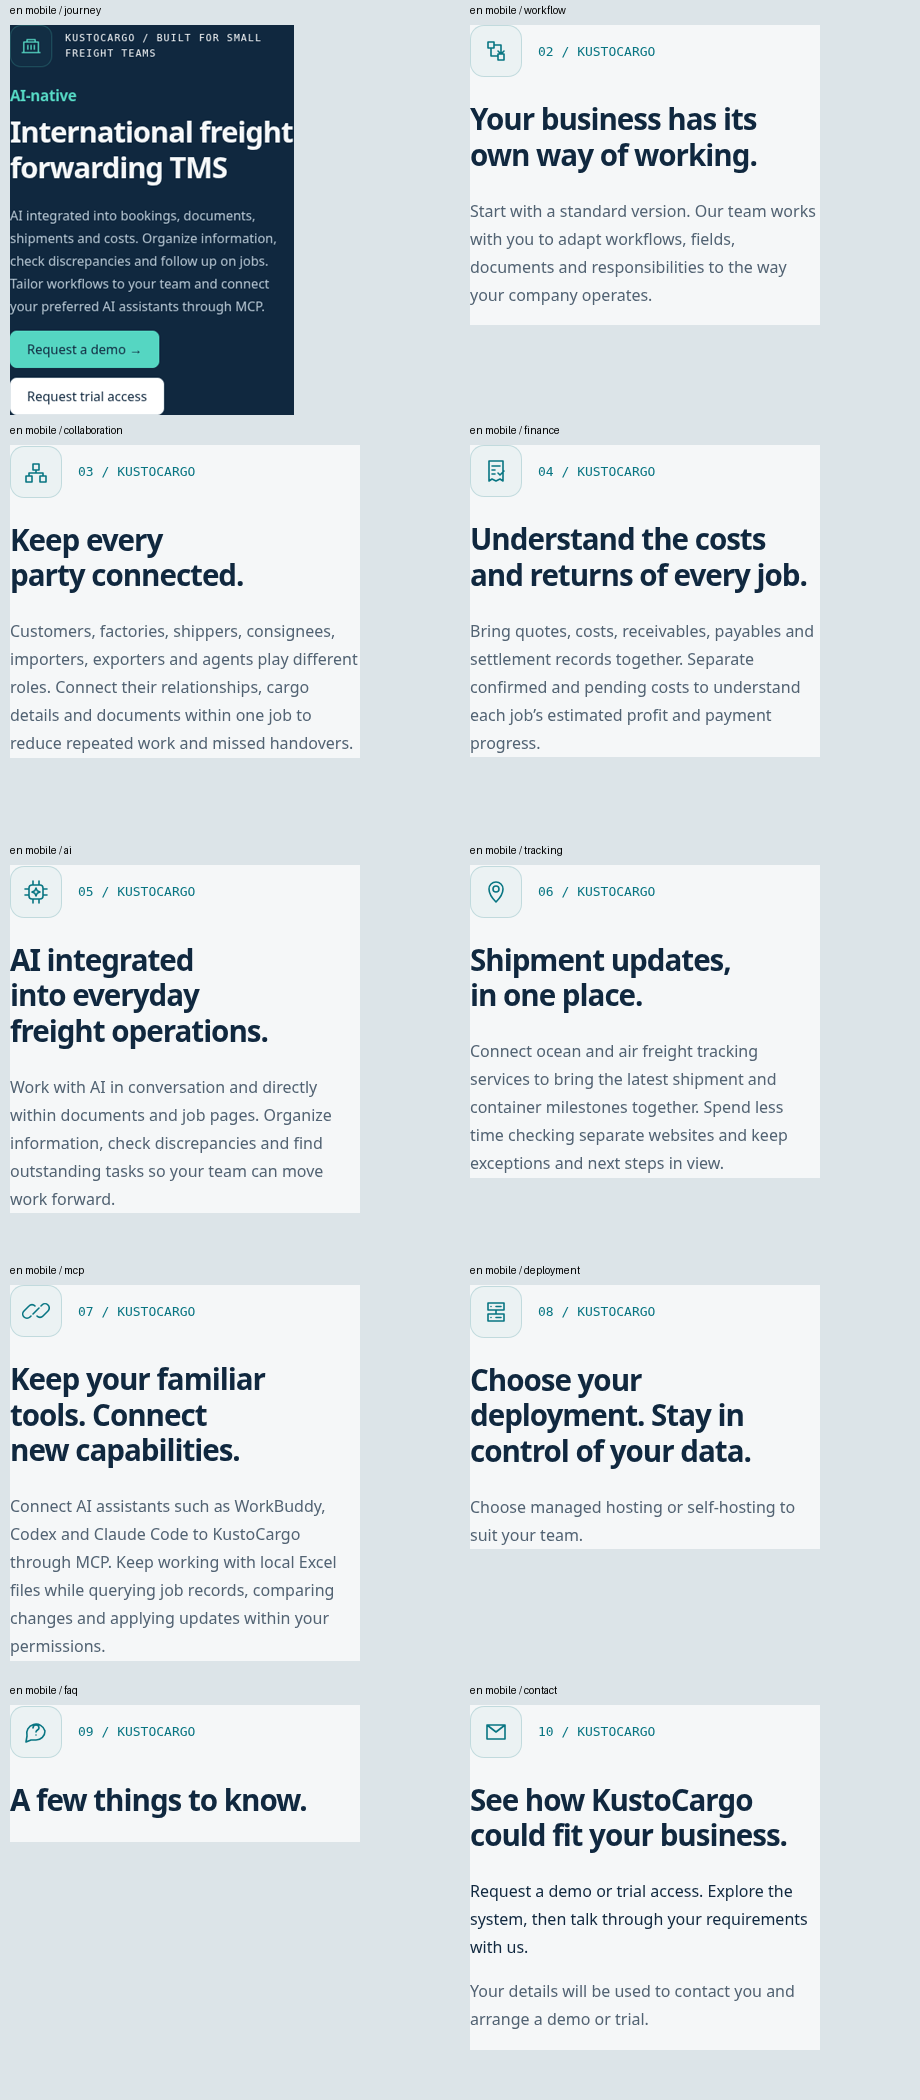 en mobile / journey
KUSTOCARGO / BUILT FOR SMALL
FREIGHT TEAMS
AI-native
International freight
forwarding TMS
AI integrated into bookings, documents,
shipments and costs. Organize information,
check discrepancies and follow up on jobs.
Tailor workflows to your team and connect
your preferred AI assistants through MCP.
Request a demo →
Request trial access
en mobile / workflow
02 / KUSTOCARGO
Your business has its
own way of working.
Start with a standard version. Our team works
with you to adapt workflows, fields,
documents and responsibilities to the way
your company operates.
en mobile / collaboration
03 / KUSTOCARGO
Keep every
party connected.
Customers, factories, shippers, consignees,
importers, exporters and agents play different
roles. Connect their relationships, cargo
details and documents within one job to
reduce repeated work and missed handovers.
en mobile / finance
04 / KUSTOCARGO
Understand the costs
and returns of every job.
Bring quotes, costs, receivables, payables and
settlement records together. Separate
confirmed and pending costs to understand
each job’s estimated profit and payment
progress.
en mobile / ai
05 / KUSTOCARGO
AI integrated
into everyday
freight operations.
Work with AI in conversation and directly
within documents and job pages. Organize
information, check discrepancies and find
outstanding tasks so your team can move
work forward.
en mobile / tracking
06 / KUSTOCARGO
Shipment updates,
in one place.
Connect ocean and air freight tracking
services to bring the latest shipment and
container milestones together. Spend less
time checking separate websites and keep
exceptions and next steps in view.
en mobile / mcp
07 / KUSTOCARGO
Keep your familiar
tools. Connect
new capabilities.
Connect AI assistants such as WorkBuddy,
Codex and Claude Code to KustoCargo
through MCP. Keep working with local Excel
files while querying job records, comparing
changes and applying updates within your
permissions.
en mobile / deployment
08 / KUSTOCARGO
Choose your
deployment. Stay in
control of your data.
Choose managed hosting or self-hosting to
suit your team.
en mobile / faq
09 / KUSTOCARGO
A few things to know.
en mobile / contact
10 / KUSTOCARGO
See how KustoCargo
could fit your business.
Request a demo or trial access. Explore the
system, then talk through your requirements
with us.
Your details will be used to contact you and
arrange a demo or trial.